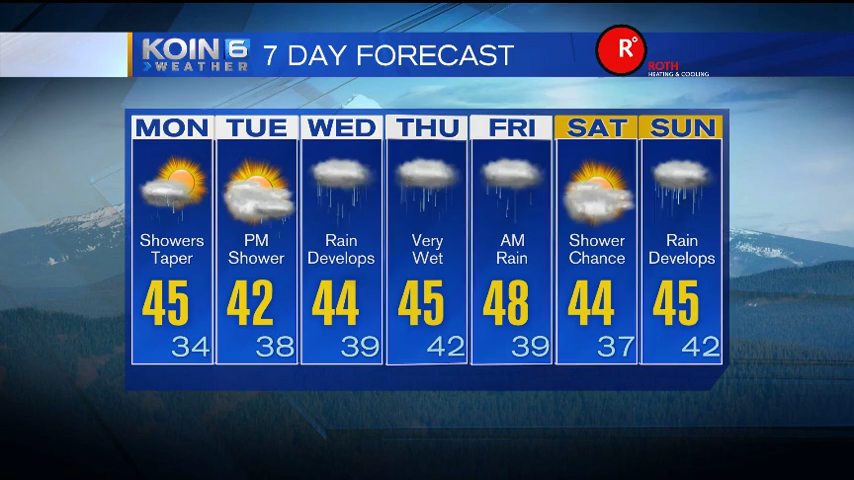 KOIN 6
WEATHER
7 DAY FORECAST
R°
ROTH
HEATING & COOLING
MON TUE WED THU FRI SAT SUN
Showers PM Rain Very AM Shower Rain
Taper Shower Develops Wet Rain Chance Develops
45 42 44 45 48 44 45
34 38 39 42 39 37 42